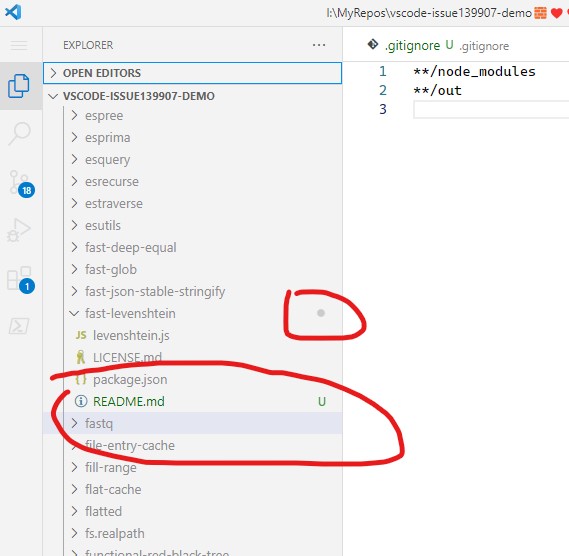 I:\MyRepos\vscode-issue139907-demo
EXPLORER
.gitignore U .gitignore
OPEN EDITORS
1 **/node_modules
VSCODE-ISSUE139907-DEMO
2 **/out
3
espree
esprima
esquery
esrecurse
18
estraverse
esutils
fast-deep-equal
fast-glob
1
fast-json-stable-stringify
fast-levenshtein
JS levenshtein.js
LICENSE.md
{} package.json
README.md U
fastq
file-entry-cache
fill-range
flat-cache
flatted
fs.realpath
functional-red-black-tree